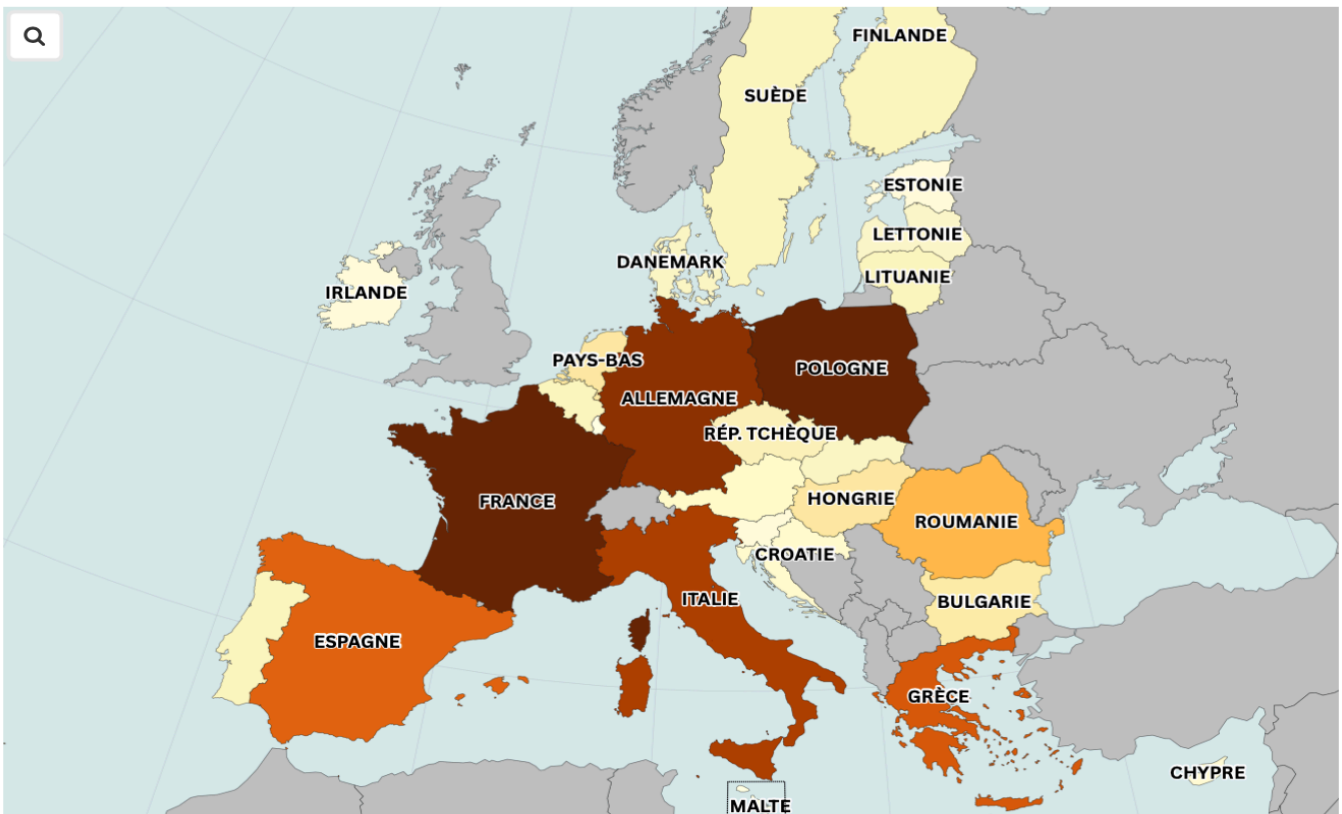 FINLANDE
SUÈDE
ESTONIE
LETTONIE
DANEMARK
LITUANIE
IRLANDE
PAYS-BAS
POLOGNE
ALLEMAGNE
RÉP. TCHÈQUE
HONGRIE
FRANCE
ROUMANIE
CROATIE
ITALIE
BULGARIE
ESPAGNE
GRÈCE
CHYPRE
MALTE